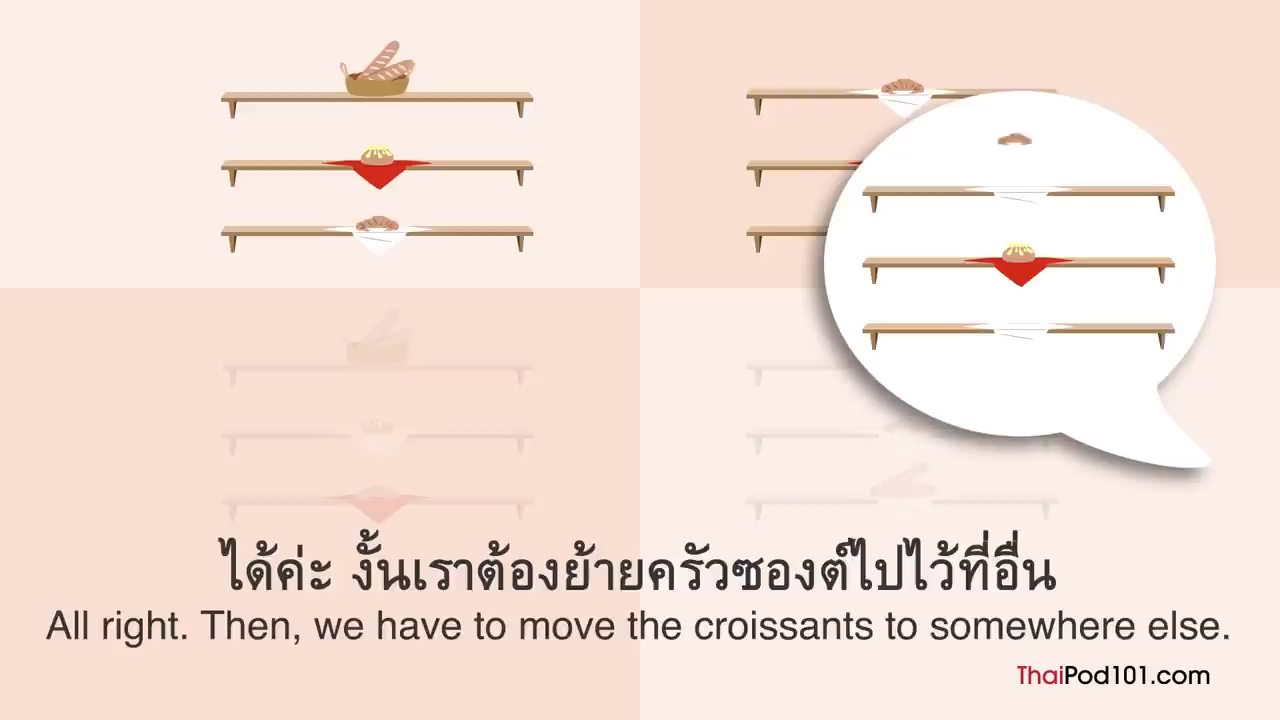 ได้ค่ะ งั้นเราต้องย้ายครัวซองต์ไปไว้ที่อื่น
All right. Then, we have to move the croissants to somewhere else.
ThaiPod101.com